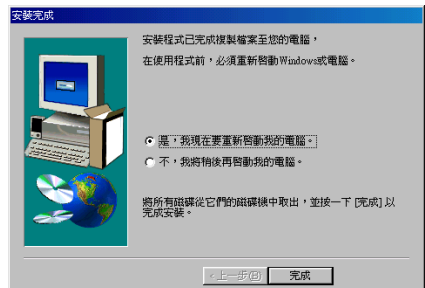 安裝完成
安裝程式已完成複製檔案至您的電腦，
在使用程式前，必須重新啓動Windows或電腦。
是，我現在要重新啓動我的電腦。
不，我將稍後再啓動我的電腦。
將所有磁碟從它們的磁碟機中取出，並按一下 [完成] 以
完成安裝。
<上一步(B)
完成